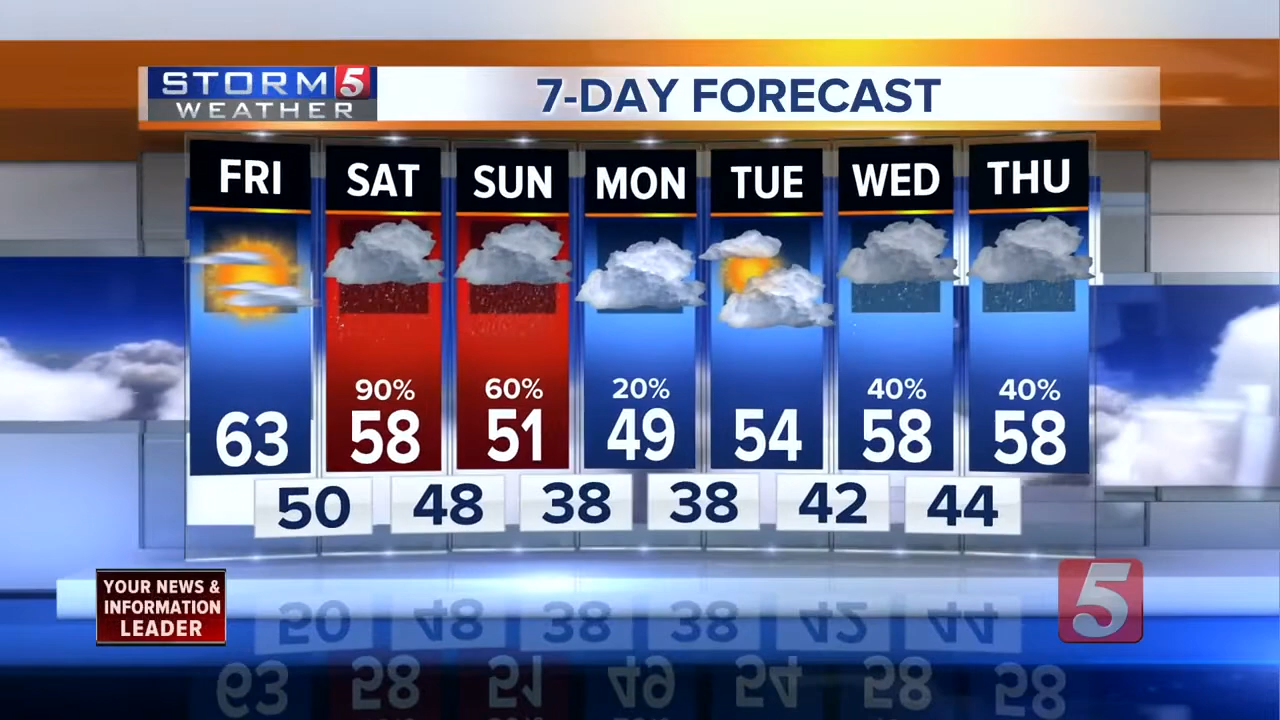 STORM 5
WEATHER
7-DAY FORECAST
FRI SAT SUN MON TUE WED THU
90% 60% 20% 40% 40%
63 58 51 49 54 58 58
50 48 38 38 42 44
YOUR NEWS &
INFORMATION
LEADER
5